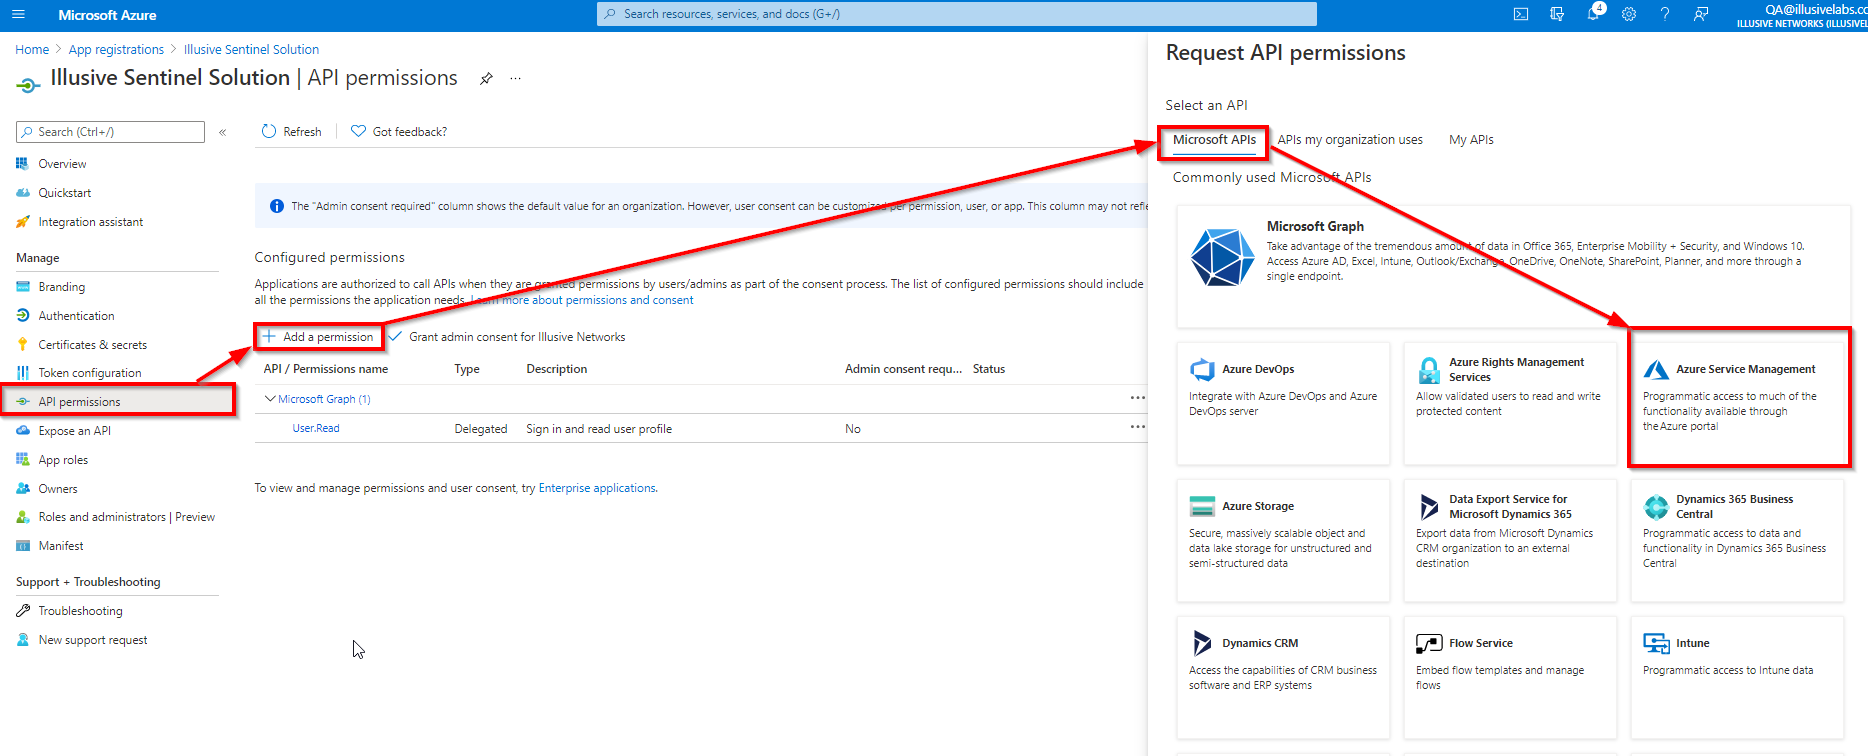 Microsoft Azure
Search resources, services, and docs (G+/)
4
QA@illusivelabs.co
ILLUSIVE NETWORKS (ILLUSIVEL
Home > App registrations > Illusive Sentinel Solution
Illusive Sentinel Solution | API permissions
Search (Ctrl+/)
Overview
Quickstart
Integration assistant
Manage
Branding
Authentication
Certificates & secrets
Token configuration
API permissions
Expose an API
App roles
Owners
Roles and administrators | Preview
Manifest
Support + Troubleshooting
Troubleshooting
New support request
Refresh
Got feedback?
The "Admin consent required" column shows the default value for an organization. However, user consent can be customized per permission, user, or app. This column may not refle
Configured permissions
Applications are authorized to call APIs when they are granted permissions by users/admins as part of the consent process. The list of configured permissions should include
all the permissions the application needs. Learn more about permissions and consent
Add a permission
Grant admin consent for Illusive Networks
API / Permissions name Type Description Admin consent requ... Status
Microsoft Graph (1)
User.Read Delegated Sign in and read user profile No
To view and manage permissions and user consent, try Enterprise applications.
Request API permissions
Select an API
Microsoft APIs APIs my organization uses My APIs
Commonly used Microsoft APIs
Microsoft Graph
Take advantage of the tremendous amount of data in Office 365, Enterprise Mobility + Security, and Windows 10.
Access Azure AD, Excel, Intune, Outlook/Exchange, OneDrive, OneNote, SharePoint, Planner, and more through a
single endpoint.
Azure DevOps
Integrate with Azure DevOps and Azure
DevOps server
Azure Rights Management
Services
Allow validated users to read and write
protected content
Azure Service Management
Programmatic access to much of the
functionality available through
the Azure portal
Azure Storage
Secure, massively scalable object and
data lake storage for unstructured and
semi-structured data
Data Export Service for
Microsoft Dynamics 365
Export data from Microsoft Dynamics
CRM organization to an external
destination
Dynamics 365 Business
Central
Programmatic access to data and
functionality in Dynamics 365 Business
Central
Dynamics CRM
Access the capabilities of CRM business
software and ERP systems
Flow Service
Embed flow templates and manage
flows
Intune
Programmatic access to Intune data